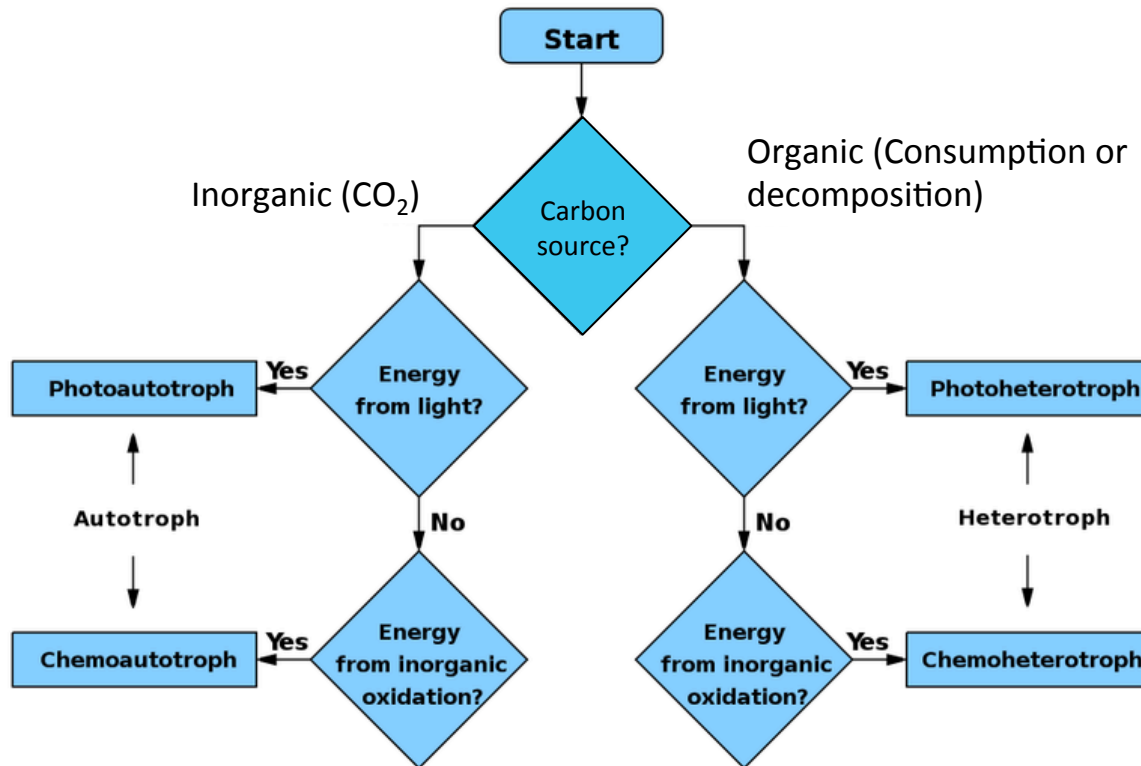 Start
Inorganic (CO₂)
Organic (Consumption or
decomposition)
Carbon
source?
Photoautotroph
Yes
Energy
from light?
Energy
from light?
Yes
Photoheterotroph
Autotroph
No
No
Heterotroph
Chemoautotroph
Yes
Energy
from inorganic
oxidation?
Energy
from inorganic
oxidation?
Yes
Chemoheterotroph